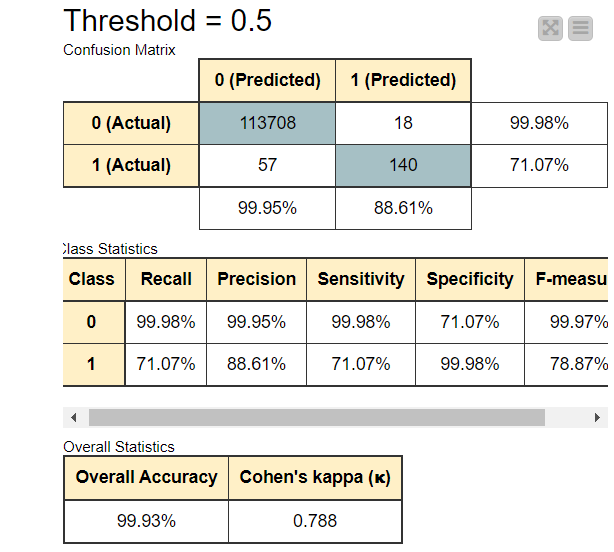 Threshold = 0.5
Confusion Matrix
0 (Predicted) 1 (Predicted)
0 (Actual) 113708 18 99.98%
1 (Actual) 57 140 71.07%
99.95% 88.61%
Class Statistics
Class Recall Precision Sensitivity Specificity F-measu
0 99.98% 99.95% 99.98% 71.07% 99.97%
1 71.07% 88.61% 71.07% 99.98% 78.87%
Overall Statistics
Overall Accuracy Cohen's kappa (κ)
99.93% 0.788